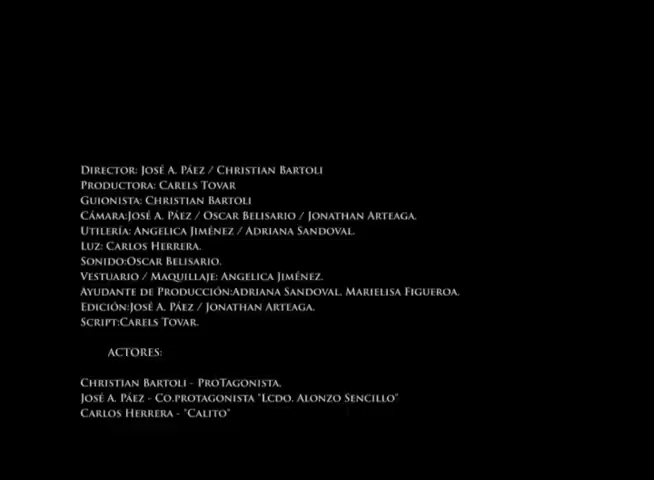 Director: José A. Páez / Christian Bartoli
Productora: Carels Tovar
Guionista: Christian Bartoli
Cámara:José A. Páez / Oscar Belisario / Jonathan Arteaga.
Utilería: Angelica Jiménez / Adriana Sandoval.
Luz: Carlos Herrera.
Sonido:Oscar Belisario.
Vestuario / Maquillaje: Angelica Jiménez.
Ayudante de Producción:Adriana Sandoval, Marielisa Figueroa.
Edición:José A. Páez / Jonathan Arteaga.
Script:Carels Tovar.
ACTORES:
Christian Bartoli - ProTagonista.
José A. Páez - Co.protagonista "Lcdo. Alonzo Sencillo"
Carlos Herrera - "Calito"